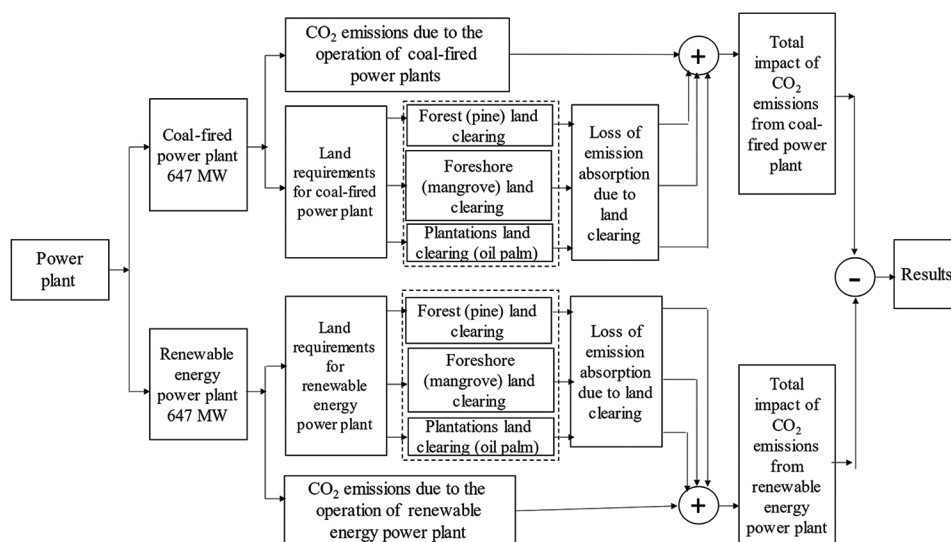 Power
plant
Coal-fired
power plant
647 MW
Renewable
energy
power plant
647 MW
CO₂ emissions due to the
operation of coal-fired
power plants
Land
requirements
for coal-fired
power plant
Forest (pine) land
clearing
Foreshore
(mangrove) land
clearing
Plantations land
clearing (oil palm)
Loss of
emission
absorption
due to
land
clearing
+
Total
impact of
CO₂
emissions
from coal-
fired power
plant
Land
requirements
for
renewable
energy
power plant
Forest (pine) land
clearing
Foreshore
(mangrove) land
clearing
Plantations land
clearing (oil palm)
Loss of
emission
absorption
due to land
clearing
CO₂ emissions due to the
operation of renewable
energy power plant
+
Total
impact of
CO₂
emissions
from
renewable
energy
power plant
-
Results